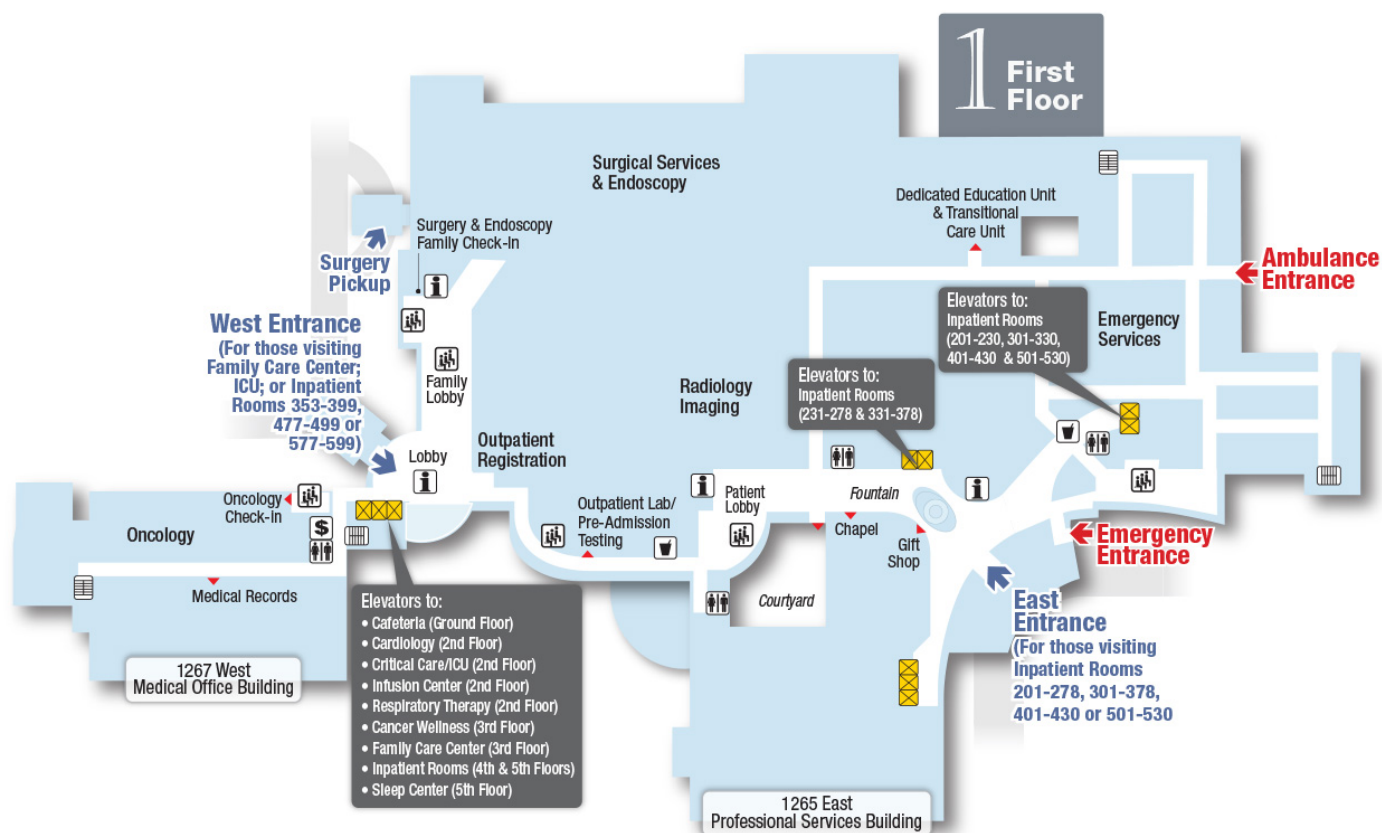 1
First
Floor
Surgical Services
& Endoscopy
Dedicated Education Unit
& Transitional
Care Unit
Surgery & Endoscopy
Family Check-In
Surgery
Pickup
Ambulance
Entrance
West Entrance
(For those visiting
Family Care Center;
ICU; or Inpatient
Rooms 353-399,
477-499 or
577-599)
Elevators to:
Inpatient Rooms
(201-230, 301-330,
401-430 & 501-530)
Emergency
Services
Family
Lobby
Radiology
Imaging
Elevators to:
Inpatient Rooms
(231-278 & 331-378)
Outpatient
Registration
Lobby
Oncology
Check-In
Oncology
$
Outpatient Lab/
Pre-Admission
Testing
Patient
Lobby
Fountain
Chapel
Gift
Shop
Emergency
Entrance
Medical Records
Courtyard
East
Entrance
(For those visiting
Inpatient Rooms
201-278, 301-378,
401-430 or 501-530
Elevators to:
• Cafeteria (Ground Floor)
• Cardiology (2nd Floor)
• Critical Care/ICU (2nd Floor)
• Infusion Center (2nd Floor)
• Respiratory Therapy (2nd Floor)
• Cancer Wellness (3rd Floor)
• Family Care Center (3rd Floor)
• Inpatient Rooms (4th & 5th Floors)
• Sleep Center (5th Floor)
1267 West
Medical Office Building
1265 East
Professional Services Building